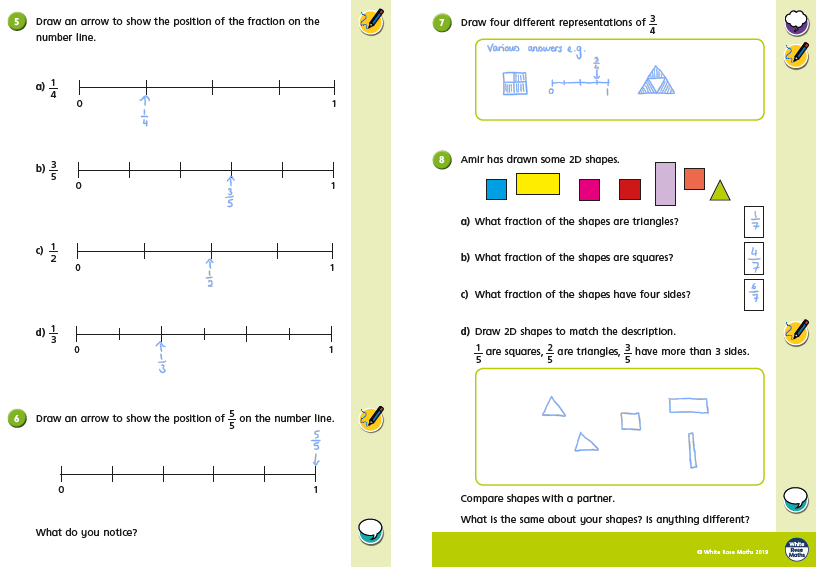 5 Draw an arrow to show the position of the fraction on the
number line.
a) 1/4
0 1
1/4
b) 3/5
0 1
3/5
c) 1/2
0 1
1/2
d) 1/3
0 1
1/3
6 Draw an arrow to show the position of 5/5 on the number line.
5/5
0 1
What do you notice?
7 Draw four different representations of 3/4
Various answers e.g.
0 1
8 Amir has drawn some 2D shapes.
a) What fraction of the shapes are triangles? 1/7
b) What fraction of the shapes are squares? 4/7
c) What fraction of the shapes have four sides? 6/7
d) Draw 2D shapes to match the description.
1/5 are squares, 2/5 are triangles, 3/5 have more than 3 sides.
Compare shapes with a partner.
What is the same about your shapes? Is anything different?
© White Rose Maths 2019
White
Rose
Maths